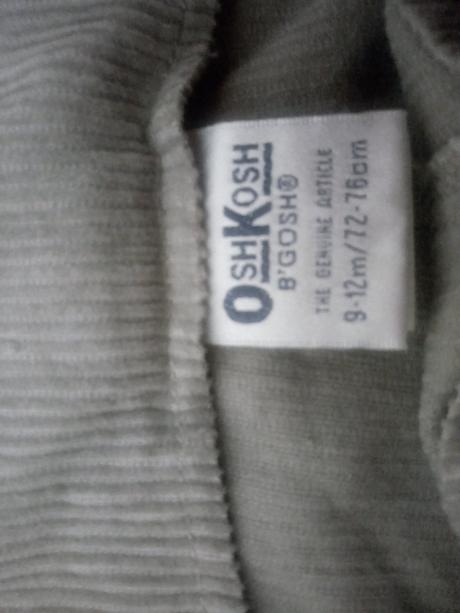 OSHKOSH
B'GOSH®
THE GENUINE ARTICLE
9-12m/72-76cm